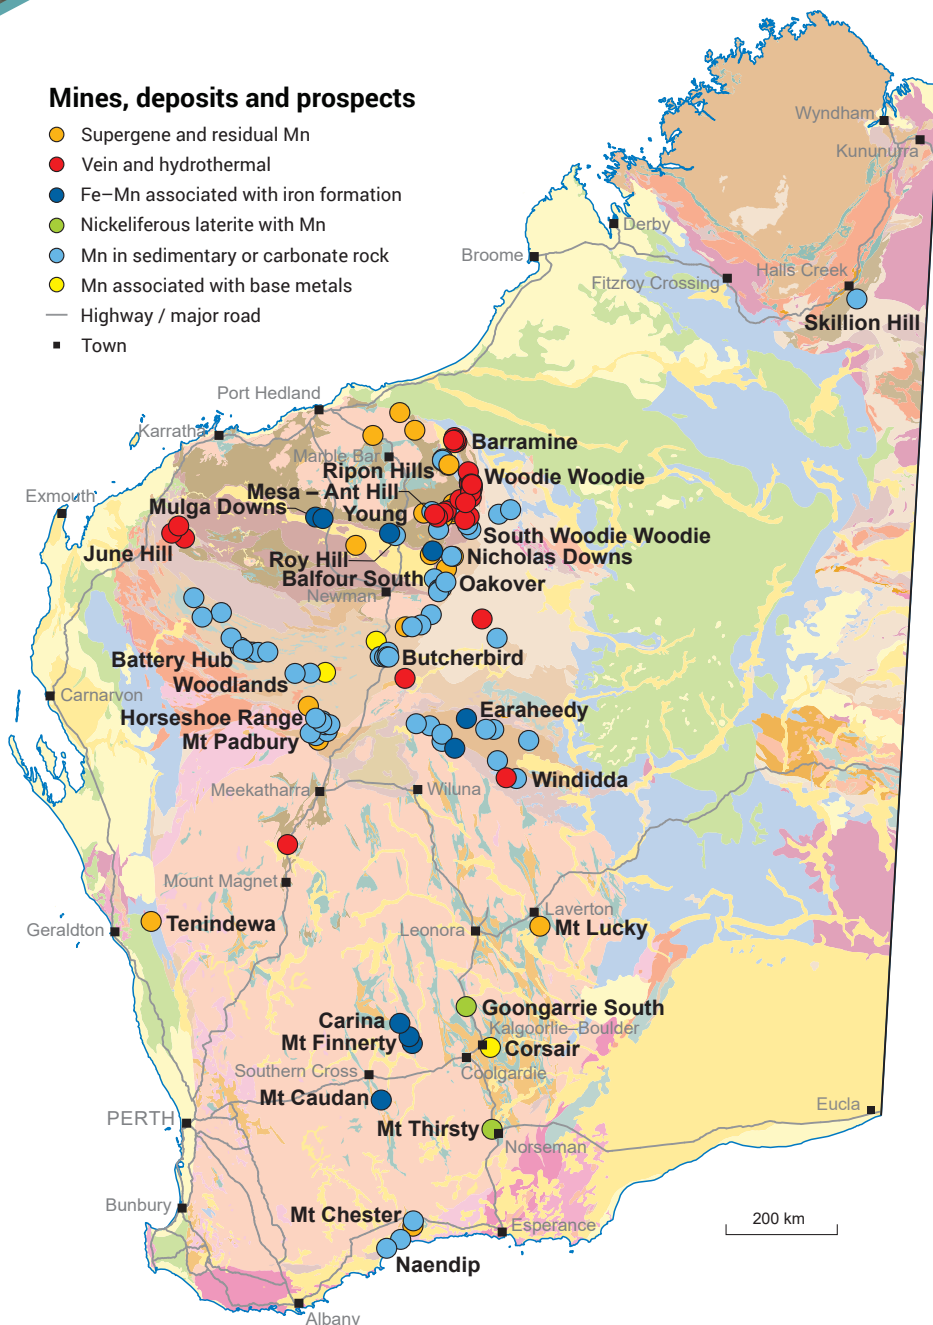 Mines, deposits and prospects
Supergene and residual Mn
Vein and hydrothermal
Fe–Mn associated with iron formation
Nickeliferous laterite with Mn
Mn in sedimentary or carbonate rock
Mn associated with base metals
Highway / major road
Town
Wyndham
Kununurra
Derby
Broome
Fitzroy Crossing
Halls Creek
Skillion Hill
Port Hedland
Karratha
Barramine
Marble Bar
Ripon Hills
Woodie Woodie
Exmouth
Mesa – Ant Hill
Mulga Downs
Young
South Woodie Woodie
June Hill
Roy Hill
Nicholas Downs
Balfour South
Oakover
Newman
Battery Hub
Butcherbird
Woodlands
Carnarvon
Horseshoe Range
Earaheedy
Mt Padbury
Windidda
Meekatharra
Wiluna
Mount Magnet
Laverton
Tenindewa
Geraldton
Leonora
Mt Lucky
Goongarrie South
Carina
Kalgoorlie–Boulder
Mt Finnerty
Corsair
Southern Cross
Coolgardie
Mt Caudan
Eucla
PERTH
Mt Thirsty
Norseman
Bunbury
Mt Chester
Esperance
200 km
Naendip
Albany